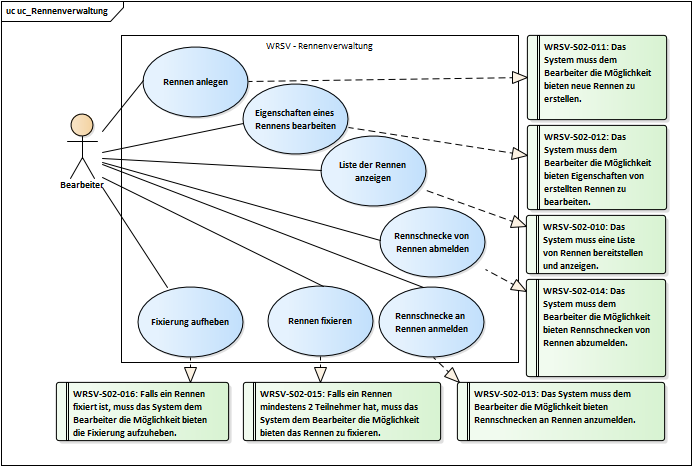 uc uc_Rennenverwaltung
WRSV - Rennenverwaltung
Rennen anlegen
Eigenschaften eines
Rennens bearbeiten
Liste der Rennen
anzeigen
Rennschnecke von
Rennen abmelden
Bearbeiter
Fixierung aufheben
Rennen fixieren
Rennschnecke an
Rennen anmelden
WRSV-S02-011: Das
System muss dem
Bearbeiter die Möglichkeit
bieten neue Rennen zu
erstellen.
WRSV-S02-012: Das
System muss dem
Bearbeiter die Möglichkeit
bieten Eigenschaften von
erstellten Rennen zu
bearbeiten.
WRSV-S02-010: Das
System muss eine Liste
von Rennen bereitstellen
und anzeigen.
WRSV-S02-014: Das
System muss dem
Bearbeiter die Möglichkeit
bieten Rennschnecken von
Rennen abzumelden.
WRSV-S02-016: Falls ein Rennen
fixiert ist, muss das System dem
Bearbeiter die Möglichkeit bieten
die Fixierung aufzuheben.
WRSV-S02-015: Falls ein Rennen
mindestens 2 Teilnehmer hat, muss das
System dem Bearbeiter die Möglichkeit
bieten das Rennen zu fixieren.
WRSV-S02-013: Das System muss dem
Bearbeiter die Möglichkeit bieten
Rennschnecken an Rennen anzumelden.